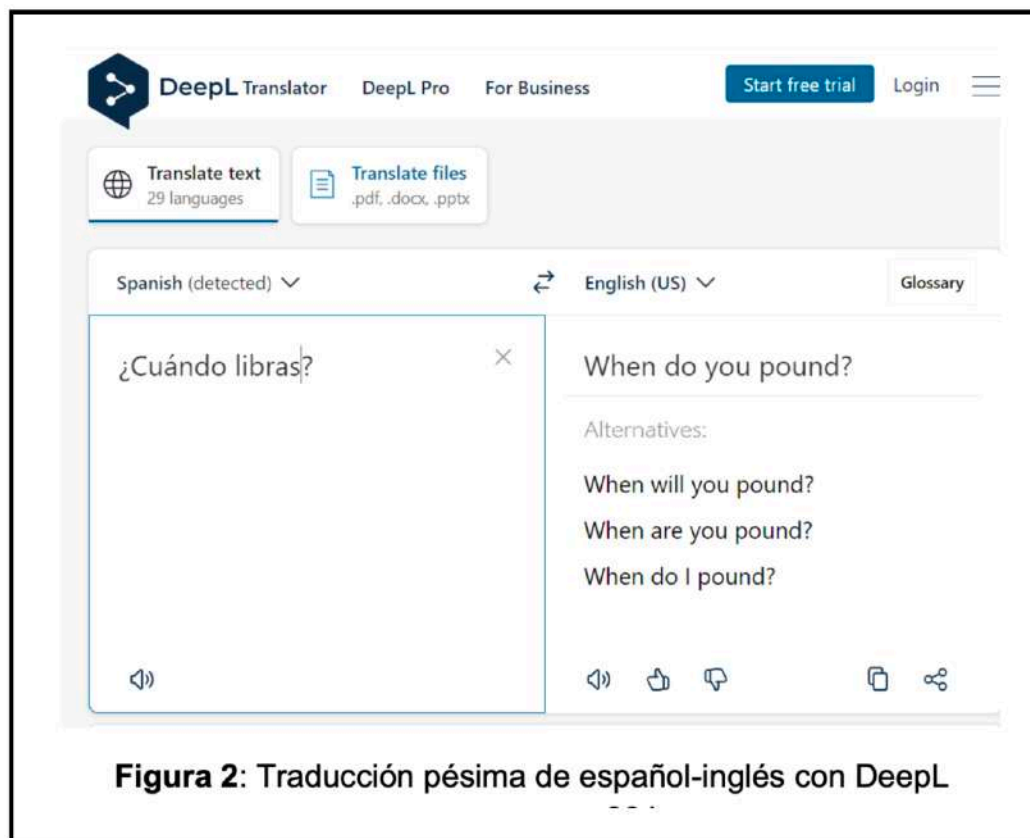 DeepL Translator DeepL Pro For Business Start free trial Login
Translate text Translate files
29 languages .pdf, .docx, .pptx
Spanish (detected) English (US) Glossary
¿Cuándo libras? When do you pound?
Alternatives:
When will you pound?
When are you pound?
When do I pound?
Figura 2: Traducción pésima de español-inglés con DeepL